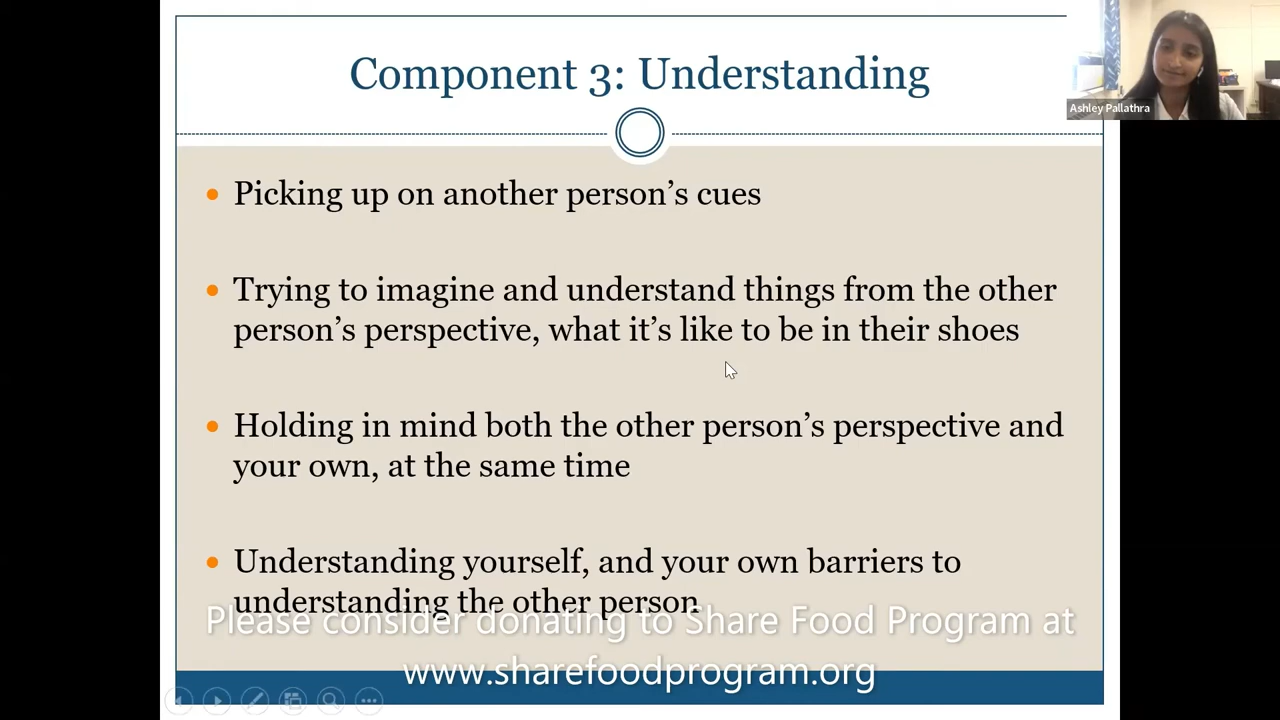 Component 3: Understanding
Ashley Pallathra
• Picking up on another person’s cues
• Trying to imagine and understand things from the other
person’s perspective, what it’s like to be in their shoes
• Holding in mind both the other person’s perspective and
your own, at the same time
• Understanding yourself, and your own barriers to
understanding the other person
Please consider donating to Share Food Program at
www.sharefoodprogram.org